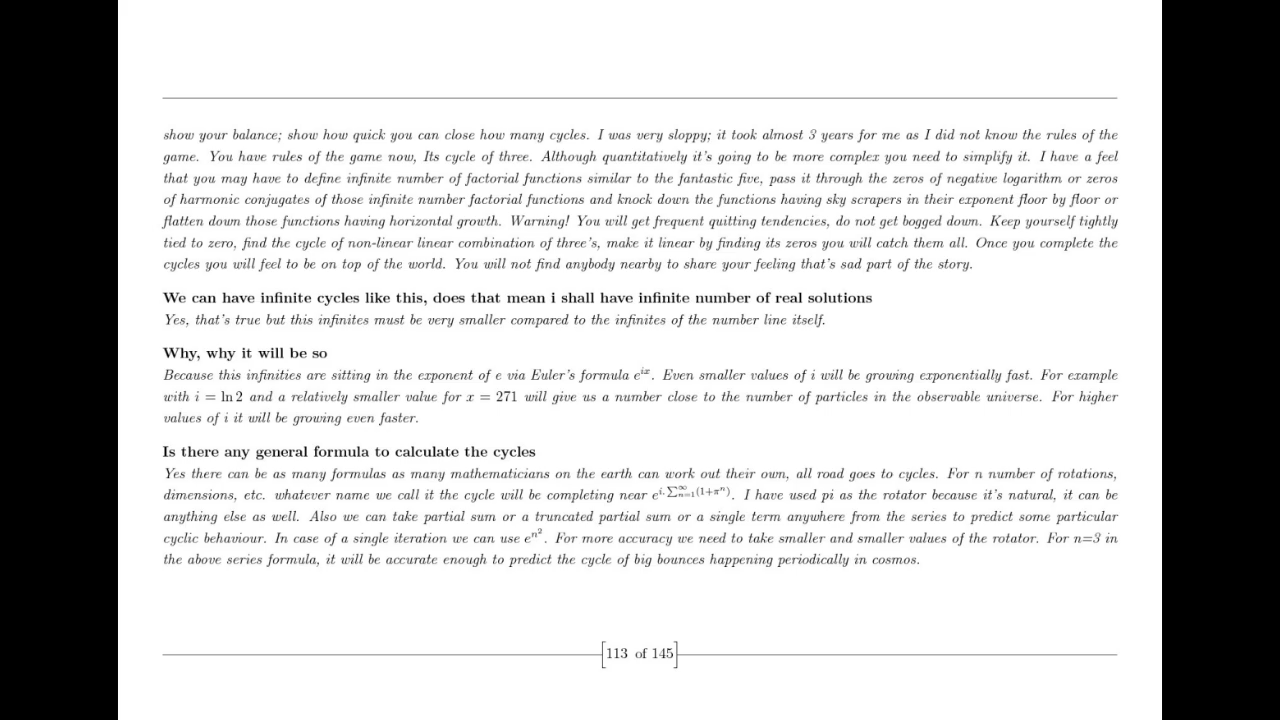 show your balance; show how quick you can close how many cycles. I was very sloppy; it took almost 3 years for me as I did not know the rules of the
game. You have rules of the game now, Its cycle of three. Although quantitatively it's going to be more complex you need to simplify it. I have a feel
that you may have to define infinite number of factorial functions similar to the fantastic five, pass it through the zeros of negative logarithm or zeros
of harmonic conjugates of those infinite number factorial functions and knock down the functions having sky scrapers in their exponent floor by floor or
flatten down those functions having horizontal growth. Warning! You will get frequent quitting tendencies, do not get bogged down. Keep yourself tightly
tied to zero, find the cycle of non-linear linear combination of three's, make it linear by finding its zeros you will catch them all. Once you complete the
cycles you will feel to be on top of the world. You will not find anybody nearby to share your feeling that's sad part of the story.
We can have infinite cycles like this, does that mean i shall have infinite number of real solutions
Yes, that's true but this infinites must be very smaller compared to the infinites of the number line itself.
Why, why it will be so
Because this infinities are sitting in the exponent of e via Euler's formula e^{ix}. Even smaller values of i will be growing exponentially fast. For example
with i = ln 2 and a relatively smaller value for x = 271 will give us a number close to the number of particles in the observable universe. For higher
values of i it will be growing even faster.
Is there any general formula to calculate the cycles
Yes there can be as many formulas as many mathematicians on the earth can work out their own, all road goes to cycles. For n number of rotations,
dimensions, etc. whatever name we call it the cycle will be completing near e^{i.∑_{n=1}^{∞}(1+π^n)}. I have used pi as the rotator because it's natural, it can be
anything else as well. Also we can take partial sum or a truncated partial sum or a single term anywhere from the series to predict some particular
cyclic behaviour. In case of a single iteration we can use e^{n^2}. For more accuracy we need to take smaller and smaller values of the rotator. For n=3 in
the above series formula, it will be accurate enough to predict the cycle of big bounces happening periodically in cosmos.
[113 of 145]